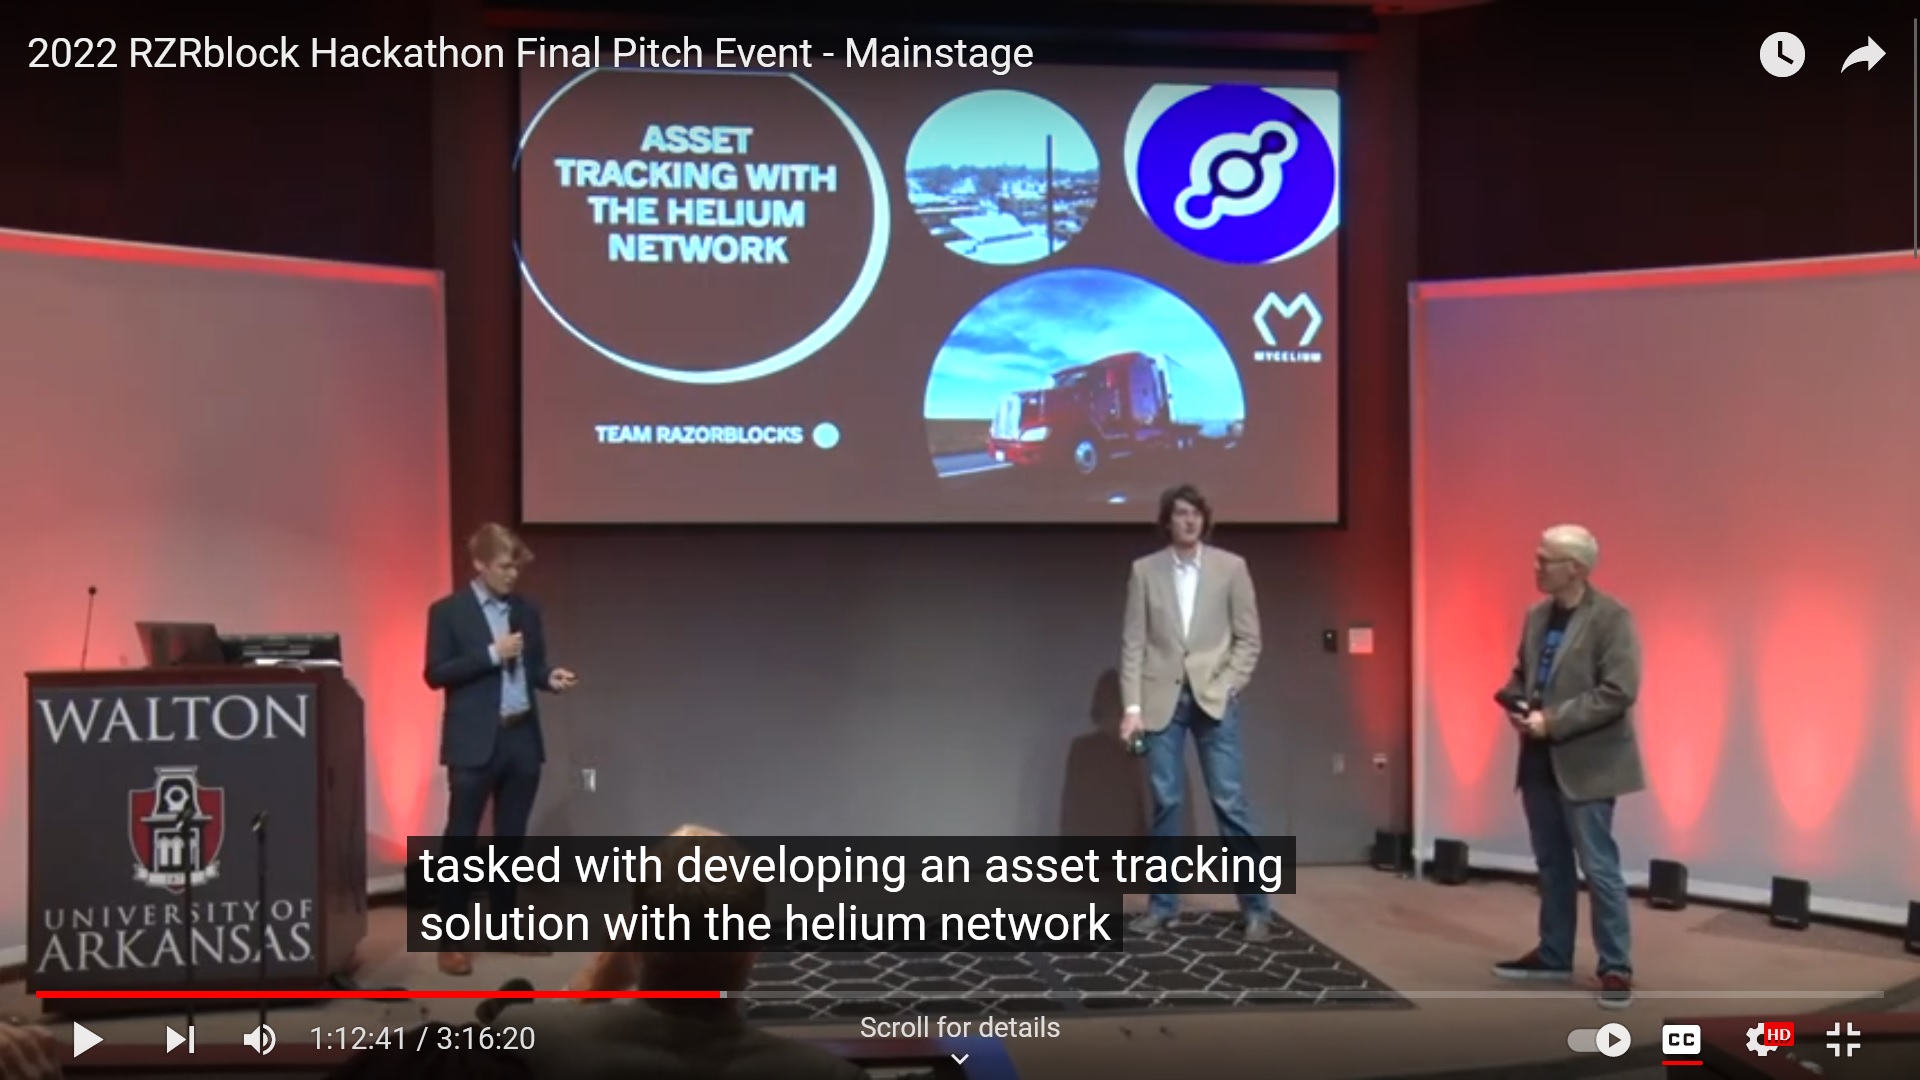 2022 RZRblock Hackathon Final Pitch Event - Mainstage
ASSET
TRACKING WITH
THE HELIUM
NETWORK
MYCELIUM
TEAM RAZORBLOCKS
WALTON
UNIVERSITY OF
ARKANSAS
tasked with developing an asset tracking
solution with the helium network
1:12:41 / 3:16:20
Scroll for details
CC
HD